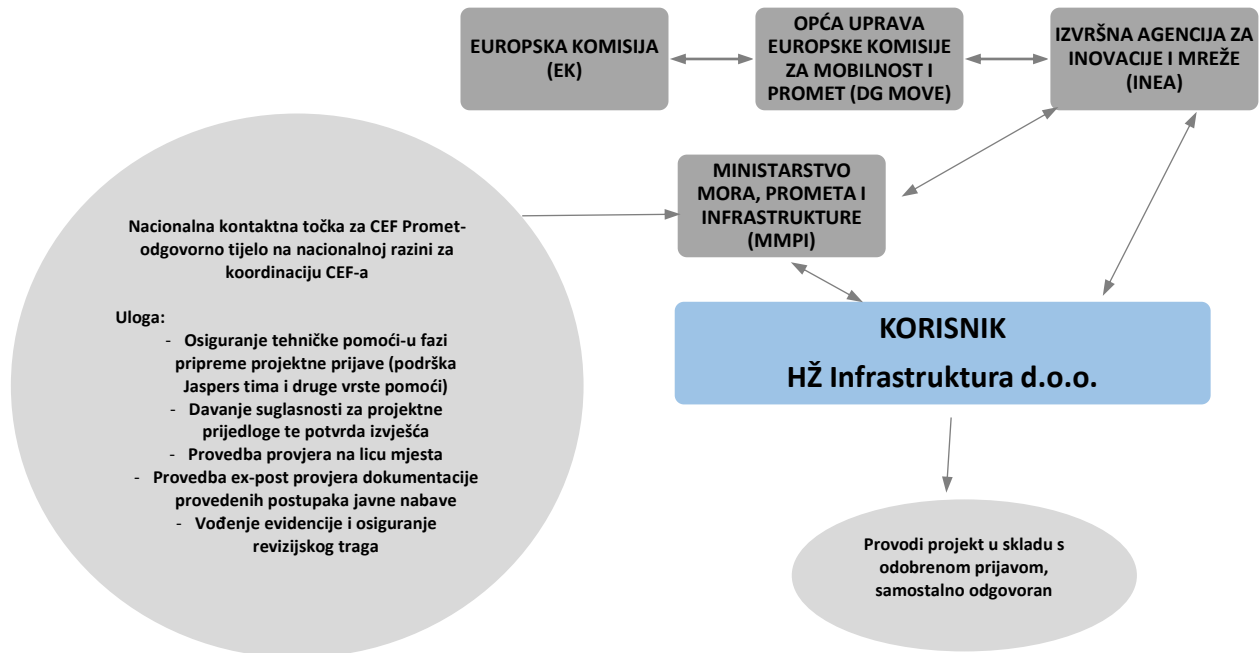 EUROPSKA KOMISIJA
(EK)
OPĆA UPRAVA
EUROPSKE KOMISIJE
ZA MOBILNOST I
PROMET (DG MOVE)
IZVRŠNA AGENCIJA ZA
INOVACIJE I MREŽE
(INEA)
MINISTARSTVO
MORA, PROMETA I
INFRASTRUKTURE
(MMPI)
Nacionalna kontaktna točka za CEF Promet-
odgovorno tijelo na nacionalnoj razini za
koordinaciju CEF-a
Uloga:
- Osiguranje tehničke pomoći-u fazi
pripreme projektne prijave (podrška
Jaspers tima i druge vrste pomoći)
- Davanje suglasnosti za projektne
prijedloge te potvrda izvješća
- Provedba provjera na licu mjesta
- Provedba ex-post provjera dokumentacije
provedenih postupaka javne nabave
- Vođenje evidencije i osiguranje
revizijskog traga
KORISNIK
HŽ Infrastruktura d.o.o.
Provodi projekt u skladu s
odobrenom prijavom,
samostalno odgovoran